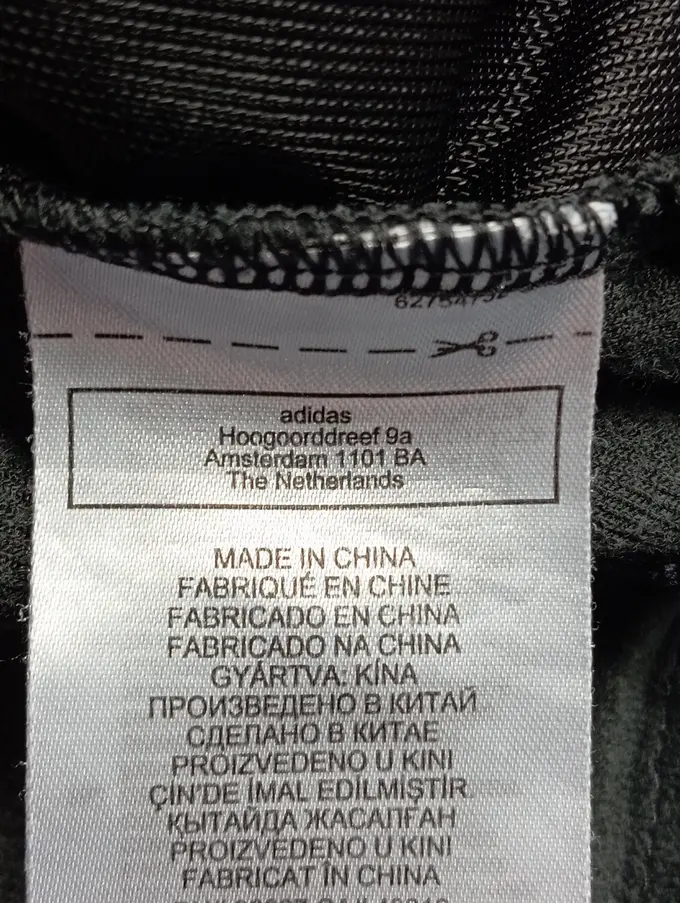 adidas
Hoogoorddreef 9a
Amsterdam 1101 BA
The Netherlands
MADE IN CHINA
FABRIQUÉ EN CHINE
FABRICADO EN CHINA
FABRICADO NA CHINA
GYÁRTVA: KÍNA
ПРОИЗВЕДЕНО В КИТАЙ
СДЕЛАНО В КИТАЕ
PROIZVEDENO U KINI
ÇİN'DE İMAL EDİLMİŞTİR
ҚЫТАЙДА ЖАСАЛҒАН
PROIZVEDENO U KINI
FABRICAT ÎN CHINA